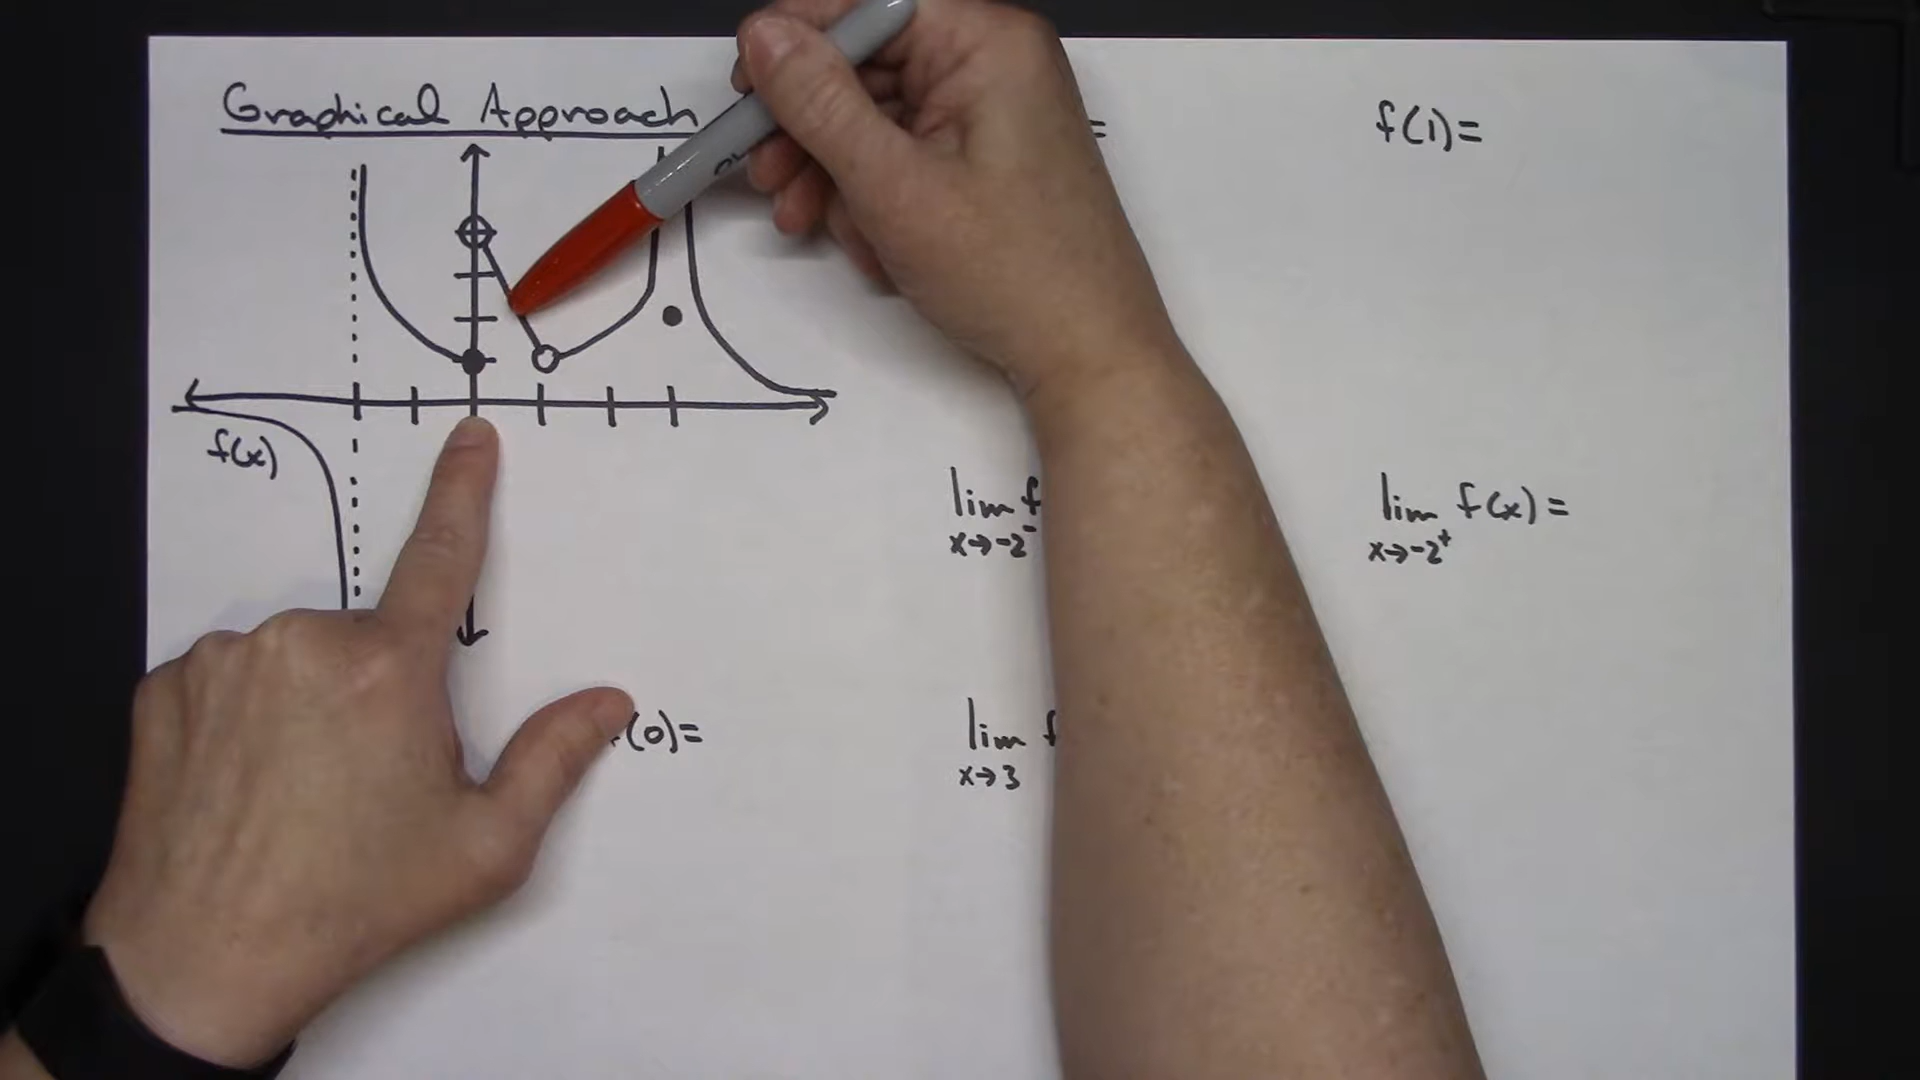 Graphical Approach
=
f(1)=
f(x)
lim f
x→-2⁻
lim f(x)=
x→-2⁺
(0)=
lim f
x→3